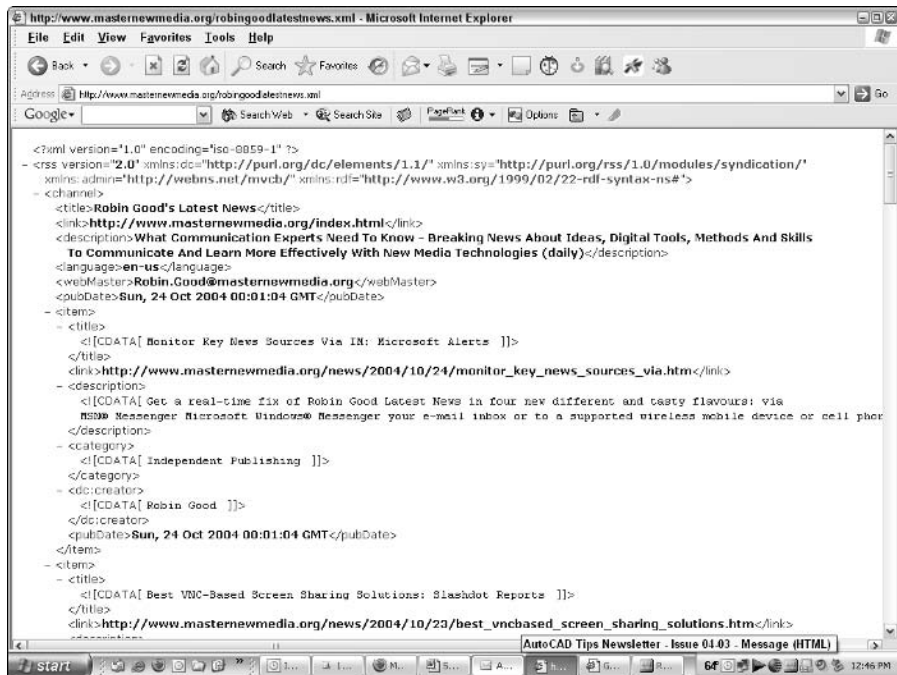 http://www.masternewmedia.org/robingoodlatestnews.xml - Microsoft Internet Explorer
File Edit View Favorites Tools Help
Back Search Favorites
Address http://www.masternewmedia.org/robingoodlatestnews.xml Go
Google Search Web Search Site PageRank Options
<?xml version="1.0" encoding="iso-8859-1" ?>
- <rss version="2.0" xmlns:dc="http://purl.org/dc/elements/1.1/" xmlns:sy="http://purl.org/rss/1.0/modules/syndication/"
xmlns:admin="http://webns.net/mvcb/" xmlns:rdf="http://www.w3.org/1999/02/22-rdf-syntax-ns#">
- <channel>
<title>Robin Good's Latest News</title>
<link>http://www.masternewmedia.org/index.html</link>
<description>What Communication Experts Need To Know - Breaking News About Ideas, Digital Tools, Methods And Skills
To Communicate And Learn More Effectively With New Media Technologies (daily)</description>
<language>en-us</language>
<webMaster>Robin.Good@masternewmedia.org</webMaster>
<pubDate>Sun, 24 Oct 2004 00:01:04 GMT</pubDate>
- <item>
- <title>
<![CDATA[ Monitor Key News Sources Via IM: Microsoft Alerts ]]>
</title>
<link>http://www.masternewmedia.org/news/2004/10/24/monitor_key_news_sources_via.htm</link>
- <description>
<![CDATA[ Get a real-time fix of Robin Good Latest News in four new different and tasty flavours: via
MSN® Messenger Microsoft Windows® Messenger your e-mail inbox or to a supported wireless mobile device or cell phon
</description>
- <category>
<![CDATA[ Independent Publishing ]]>
</category>
- <dc:creator>
<![CDATA[ Robin Good ]]>
</dc:creator>
<pubDate>Sun, 24 Oct 2004 00:01:04 GMT</pubDate>
</item>
- <item>
- <title>
<![CDATA[ Best VNC-Based Screen Sharing Solutions: Slashdot Reports ]]>
</title>
<link>http://www.masternewmedia.org/news/2004/10/23/best_vncbased_screen_sharing_solutions.htm</link>
AutoCAD Tips Newsletter - Issue 04-03 - Message (HTML)
start 1... I... M... S... A... h... G... R... 64° 12:46 PM